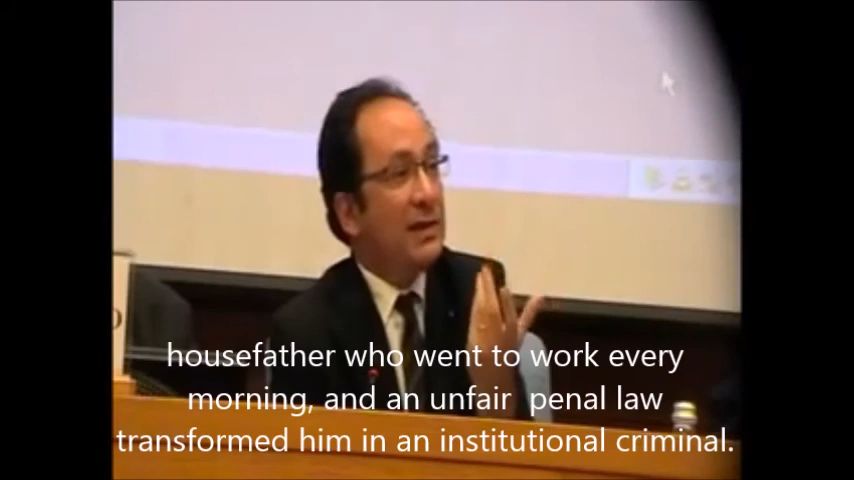 housefather who went to work every
morning, and an unfair  penal law
transformed him in an institutional criminal.